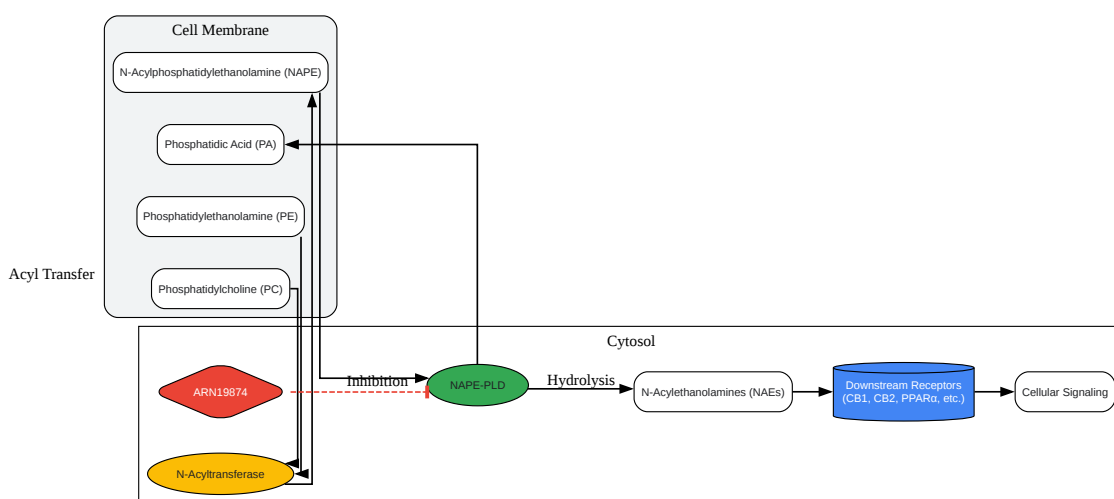 Cell Membrane
N-Acylphosphatidylethanolamine (NAPE)
Phosphatidic Acid (PA)
Phosphatidylethanolamine (PE)
Acyl Transfer
Phosphatidylcholine (PC)
Cytosol
ARN19874
Inhibition
NAPE-PLD
Hydrolysis
N-Acylethanolamines (NAEs)
Downstream Receptors
(CB1, CB2, PPARα, etc.)
Cellular Signaling
N-Acyltransferase